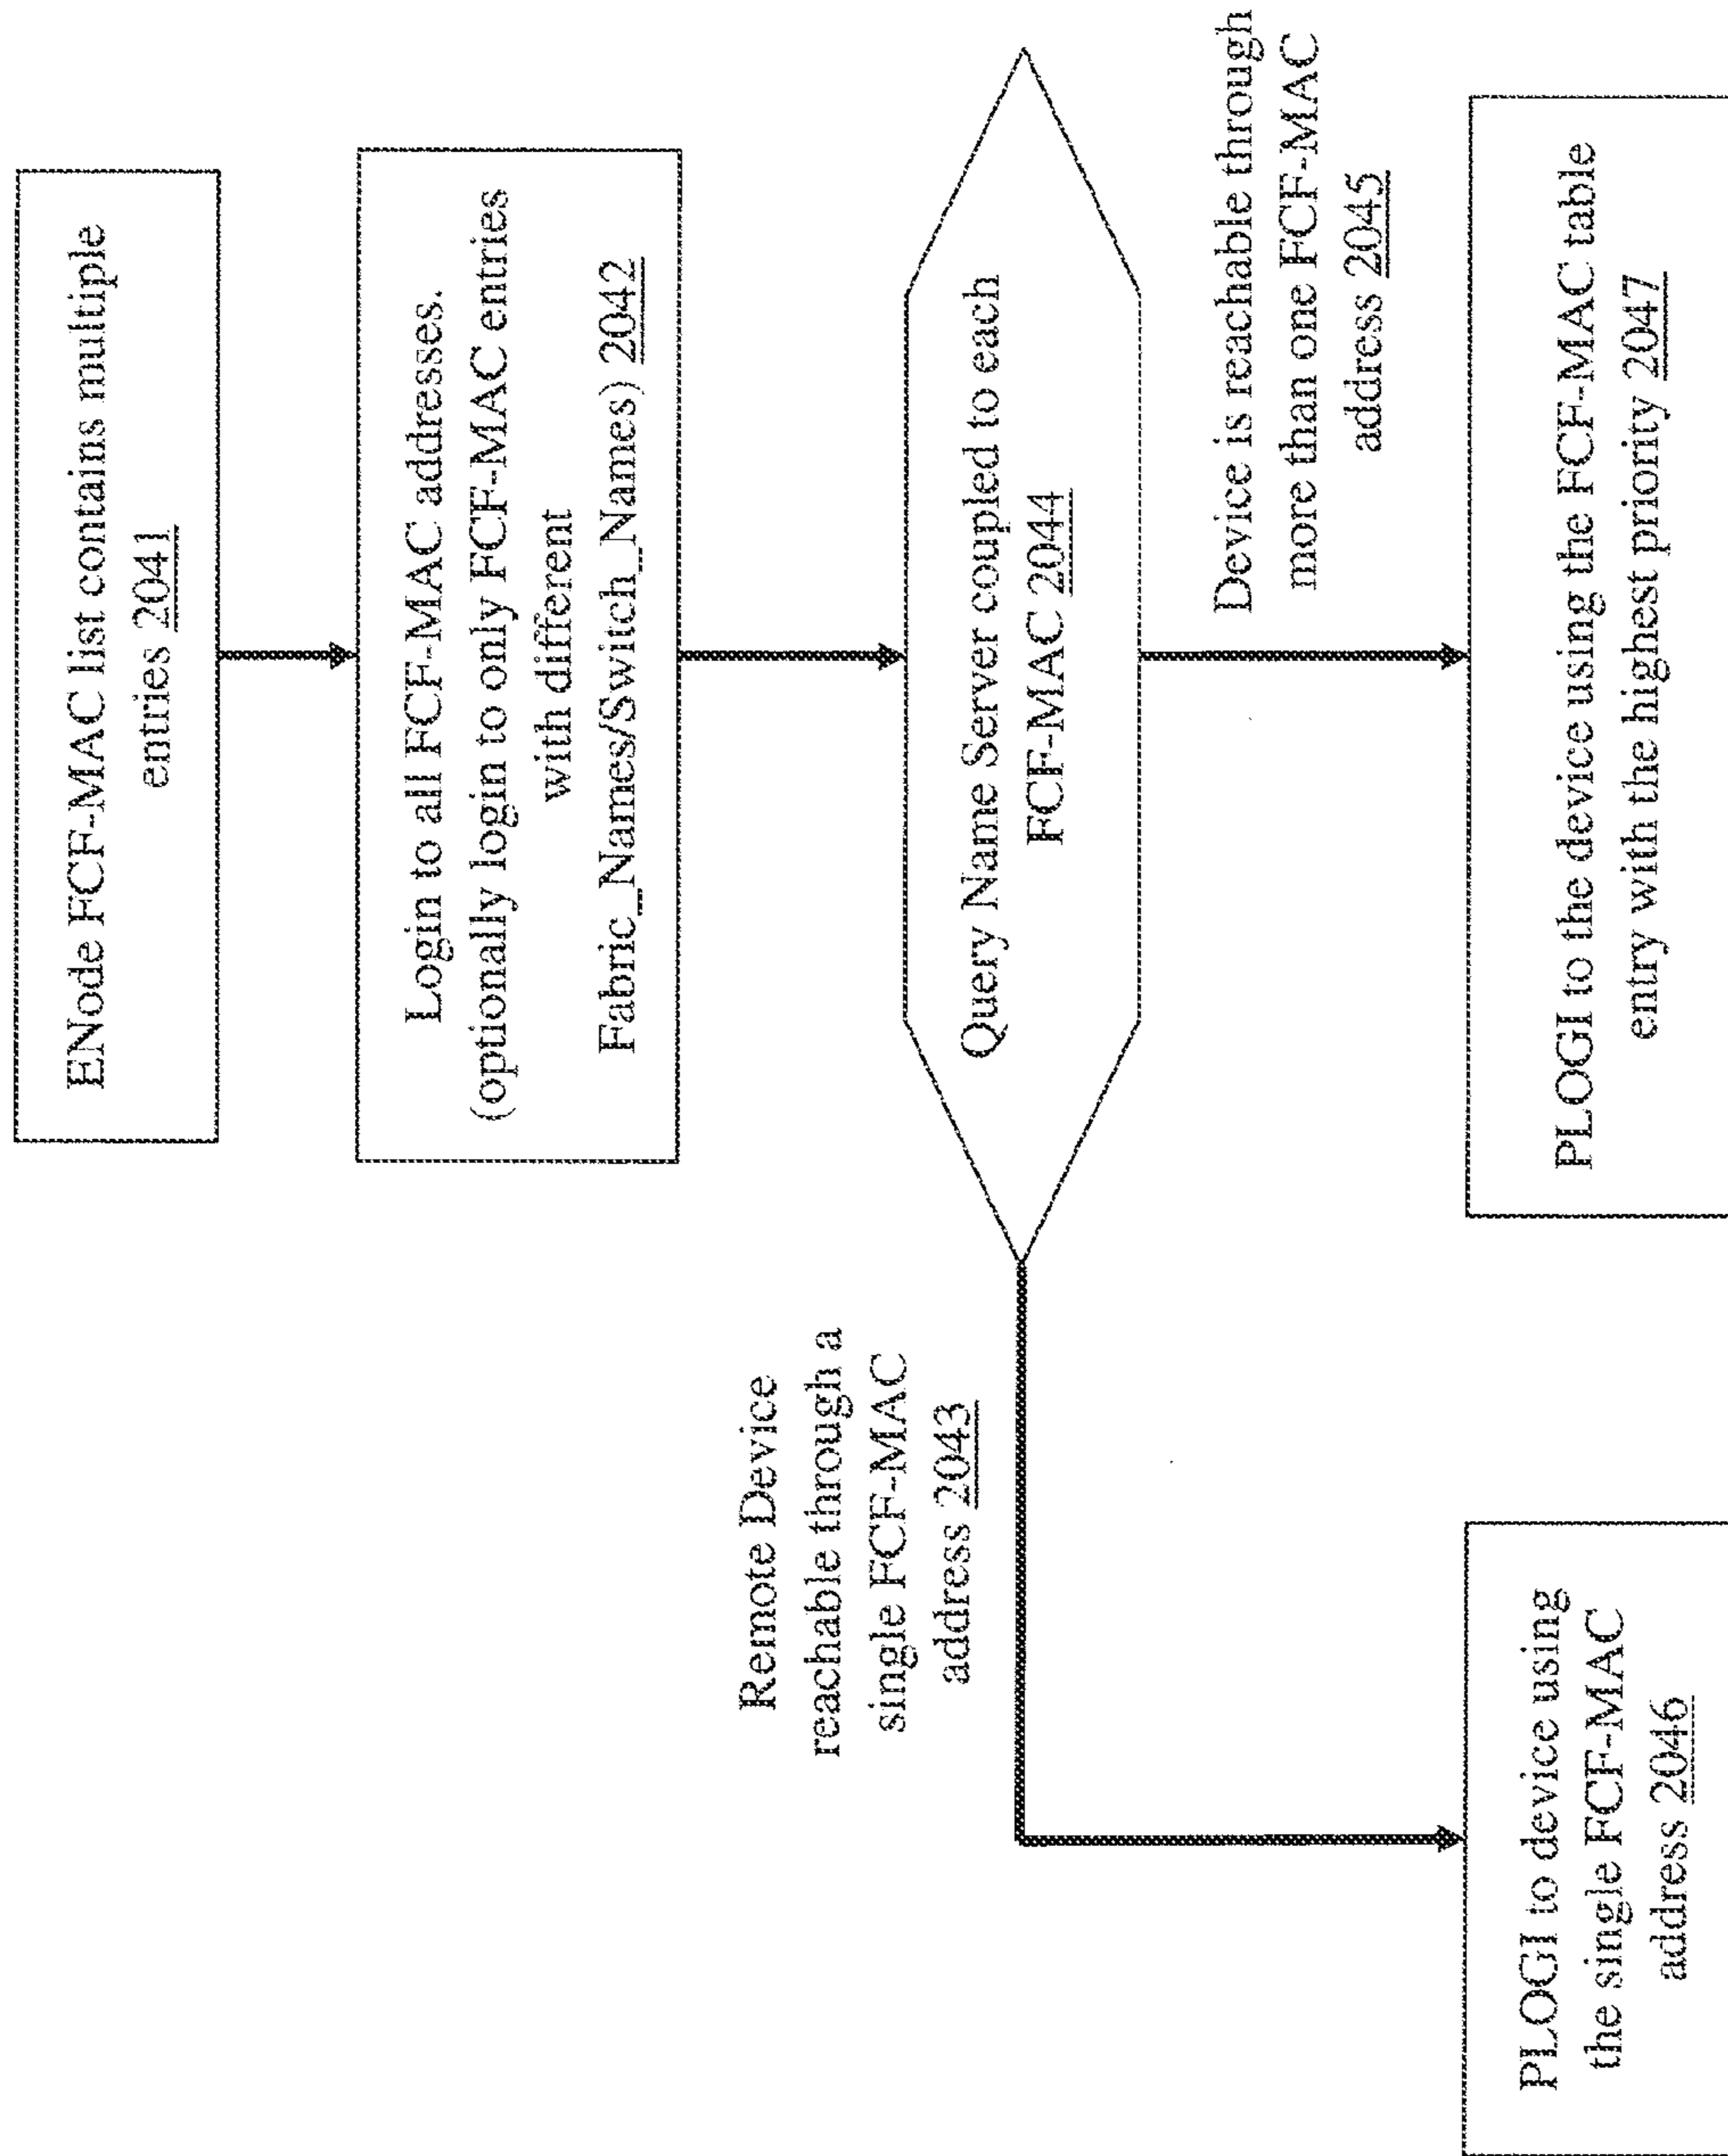 ENode FCF-MAC list contains multiple
entries 2041
Login to all FCF-MAC addresses.
(optionally login to only FCF-MAC entries
with different
Fabric_Names/Switch_Names) 2042
Query Name Server coupled to each
FCF-MAC 2044
Remote Device
reachable through a
single FCF-MAC
address 2043
Device is reachable through
more than one FCF-MAC
address 2045
PLOGI to device using
the single FCF-MAC
address 2046
PLOGI to the device using the FCF-MAC table
entry with the highest priority 2047